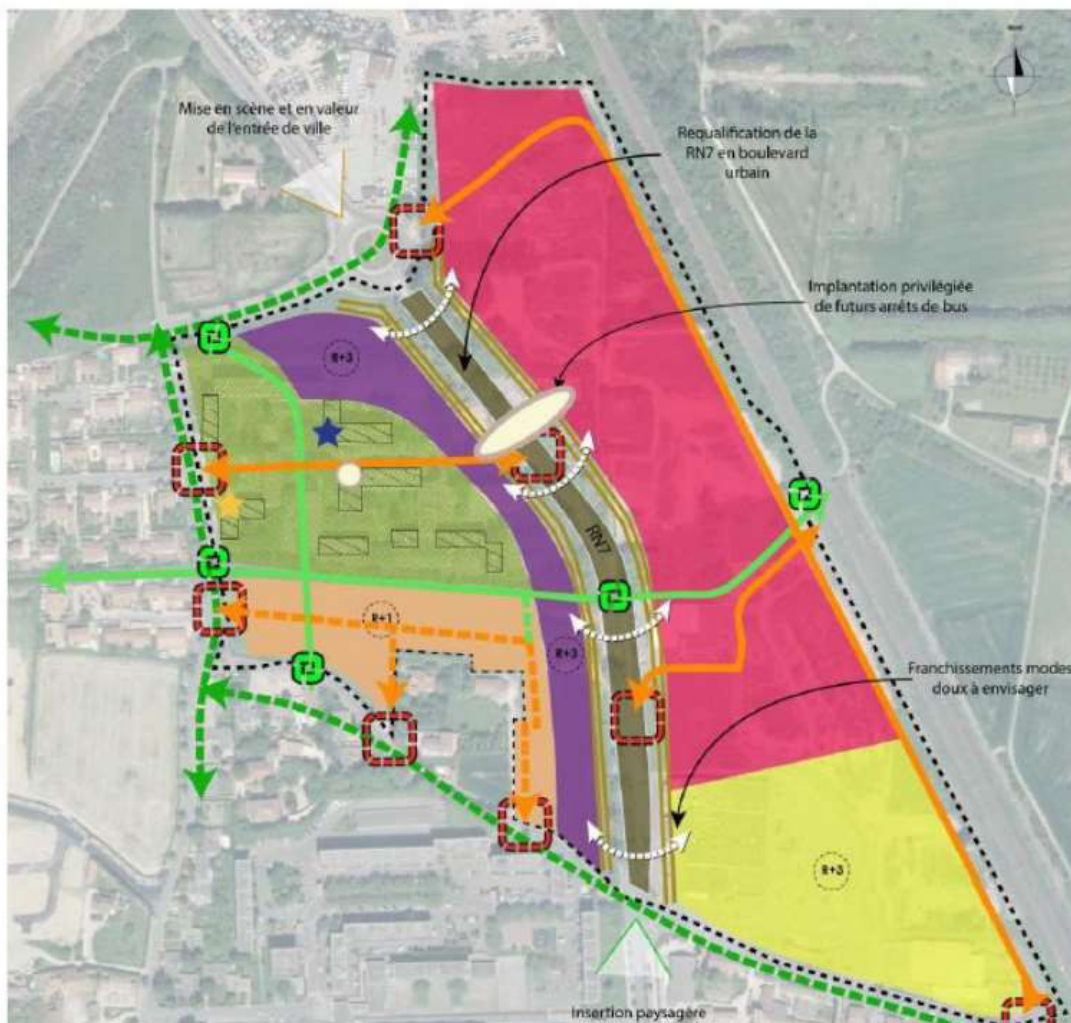 Mise en scène et en valeur
de l'entrée de ville
Requalification de la
RN7 en boulevard
urbain
Implantation privilégiée
de futurs arrêts de bus
R+3
RN7
R+1
R+3
Franchissements modes
doux à envisager
R+3
Insertion paysagère